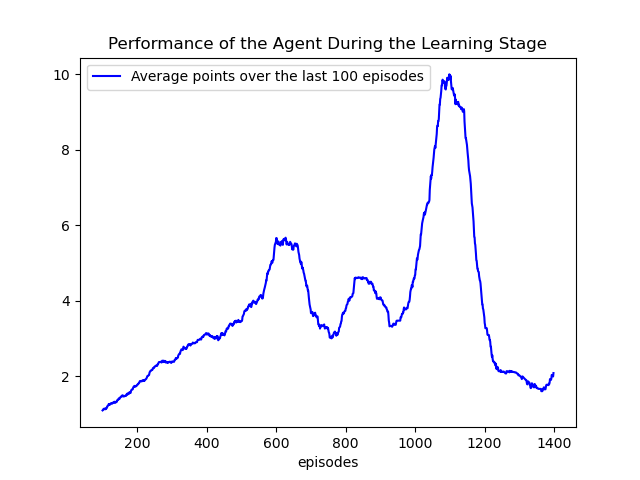 Performance of the Agent During the Learning Stage
Average points over the last 100 episodes
10
8
6
4
2
200 400 600 800 1000 1200 1400
episodes